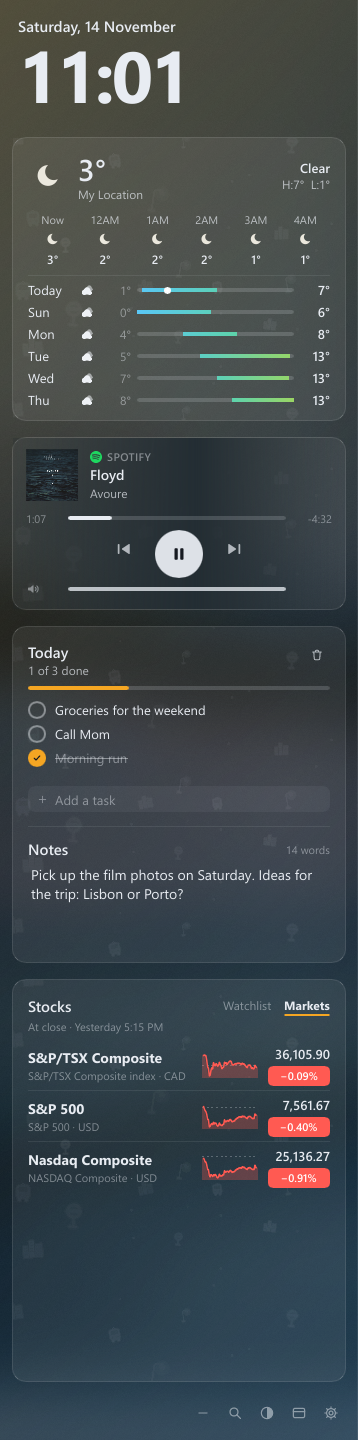 Saturday, 14 November
11:01
3°
My Location
Clear
H:7° L:1°
Now 12AM 1AM 2AM 3AM 4AM
3° 2° 2° 2° 1° 1°
Today 1° 7°
Sun 0° 6°
Mon 4° 8°
Tue 5° 13°
Wed 7° 13°
Thu 8° 13°
SPOTIFY
Floyd
Avoure
1:07 -4:32
Today
1 of 3 done
Groceries for the weekend
Call Mom
Morning run
+ Add a task
Notes 14 words
Pick up the film photos on Saturday. Ideas for
the trip: Lisbon or Porto?
Stocks Watchlist Markets
At close · Yesterday 5:15 PM
S&P/TSX Composite 36,105.90
S&P/TSX Composite index · CAD −0.09%
S&P 500 7,561.67
S&P 500 · USD −0.40%
Nasdaq Composite 25,136.27
NASDAQ Composite · USD −0.91%